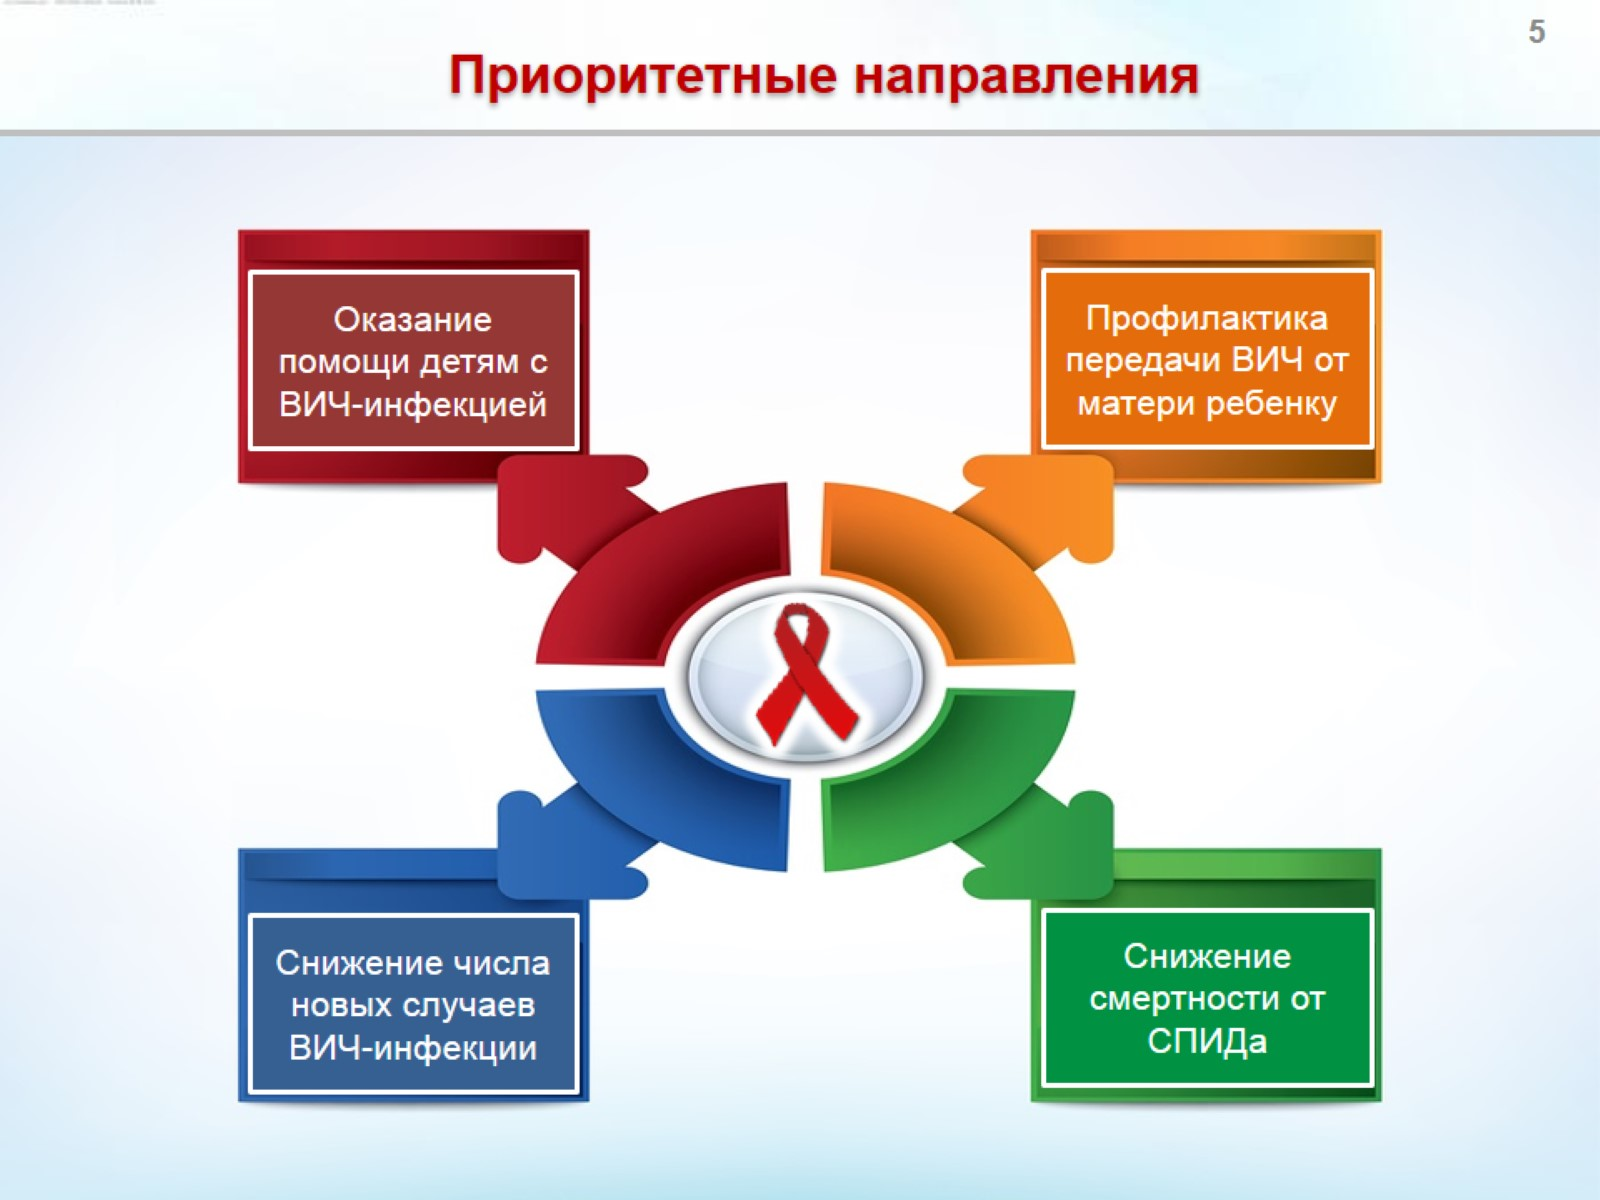 5
Приоритетные направления
Оказание
помощи детям с
ВИЧ-инфекцией
Профилактика
передачи ВИЧ от
матери ребенку
Снижение числа
новых случаев
ВИЧ-инфекции
Снижение
смертности от
СПИДа